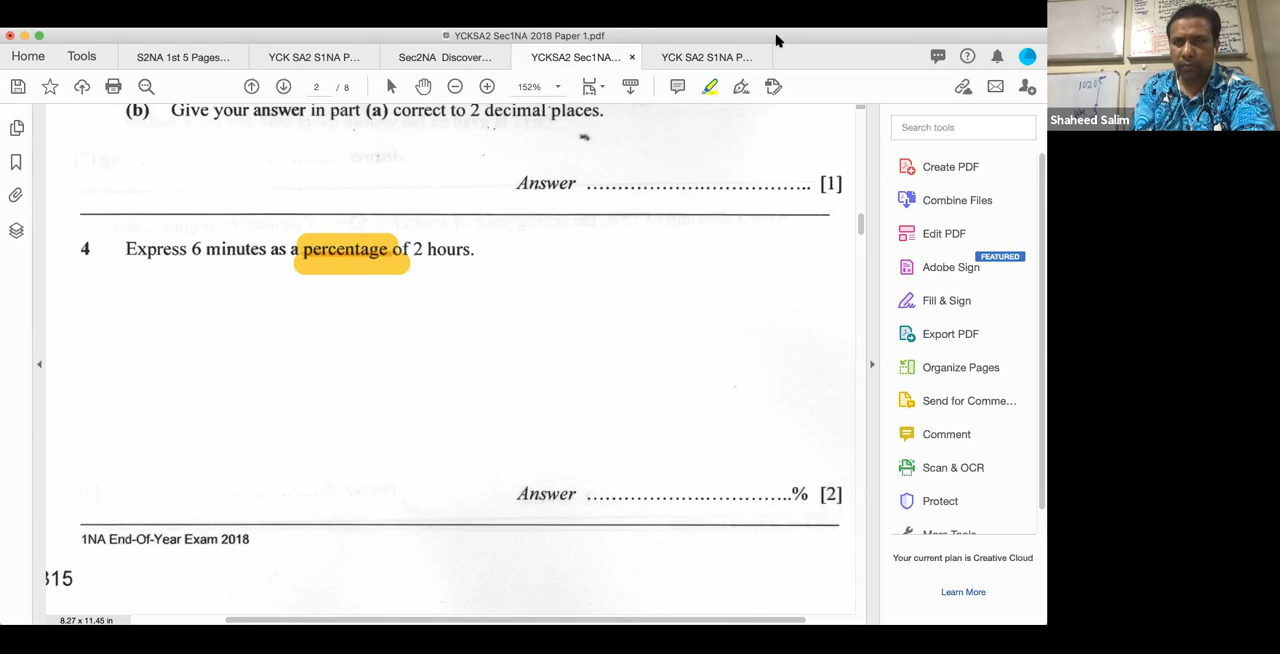 YCKSA2 Sec1NA 2018 Paper 1.pdf
Home Tools S2NA 1st 5 Pages... YCK SA2 S1NA P... Sec2NA Discover... YCKSA2 Sec1NA... × YCK SA2 S1NA P...
2 / 8 152%
(b) Give your answer in part (a) correct to 2 decimal places.
Answer ....................................... [1]
4 Express 6 minutes as a percentage of 2 hours.
Answer ....................................% [2]
1NA End-Of-Year Exam 2018
315
8.27 x 11.45 in
Search tools
Create PDF
Combine Files
Edit PDF
FEATURED
Adobe Sign
Fill & Sign
Export PDF
Organize Pages
Send for Comme...
Comment
Scan & OCR
Protect
More Tools
Your current plan is Creative Cloud
Learn More
10205
Shaheed Salim